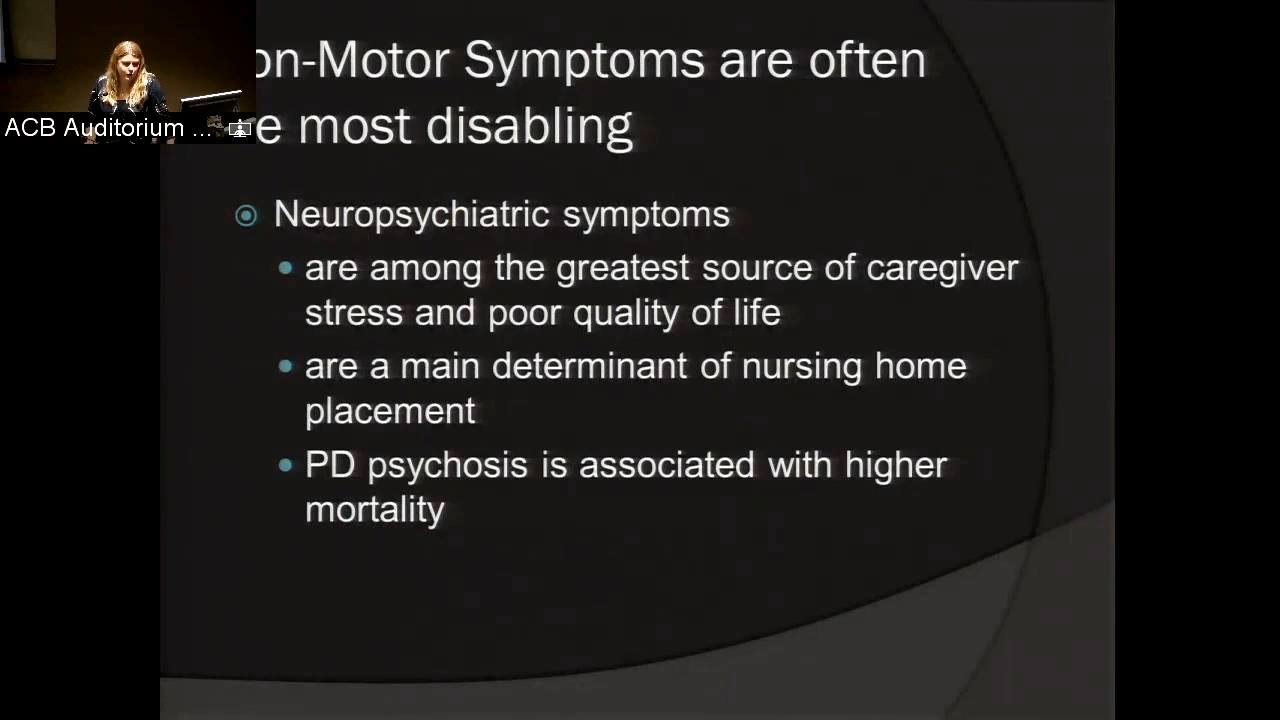 on-Motor Symptoms are often
e most disabling
ACB Auditorium ...
Neuropsychiatric symptoms
are among the greatest source of caregiver
stress and poor quality of life
are a main determinant of nursing home
placement
PD psychosis is associated with higher
mortality